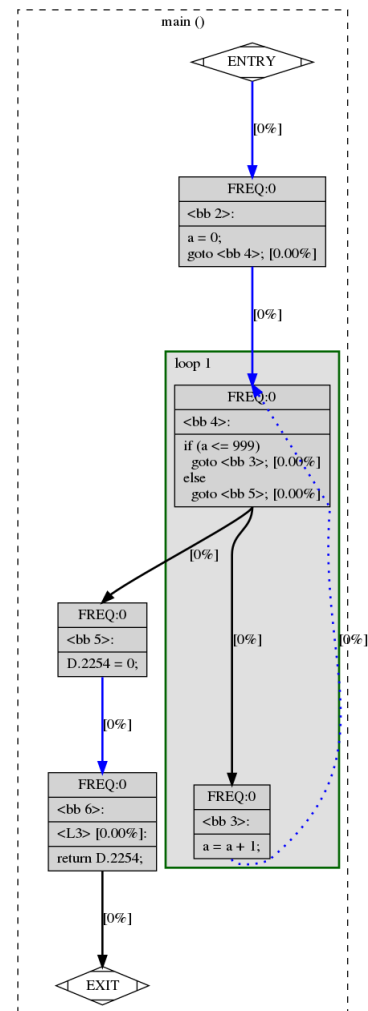 main ()
ENTRY
[0%]
FREQ:0
<bb 2>:
a = 0;
goto <bb 4>; [0.00%]
[0%]
loop 1
FREQ:0
<bb 4>:
if (a <= 999)
goto <bb 3>; [0.00%]
else
goto <bb 5>; [0.00%]
[0%]
FREQ:0
<bb 5>:
D.2254 = 0;
[0%]
[0%]
[0%]
FREQ:0
<bb 6>:
<L3> [0.00%]:
return D.2254;
FREQ:0
<bb 3>:
a = a + 1;
[0%]
EXIT